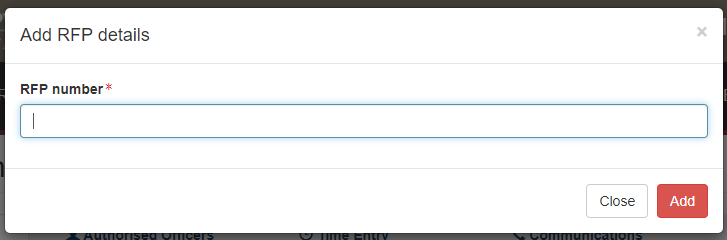 Add RFP details ×
RFP number*
Close Add
Authorised Officers Time Entry Communications